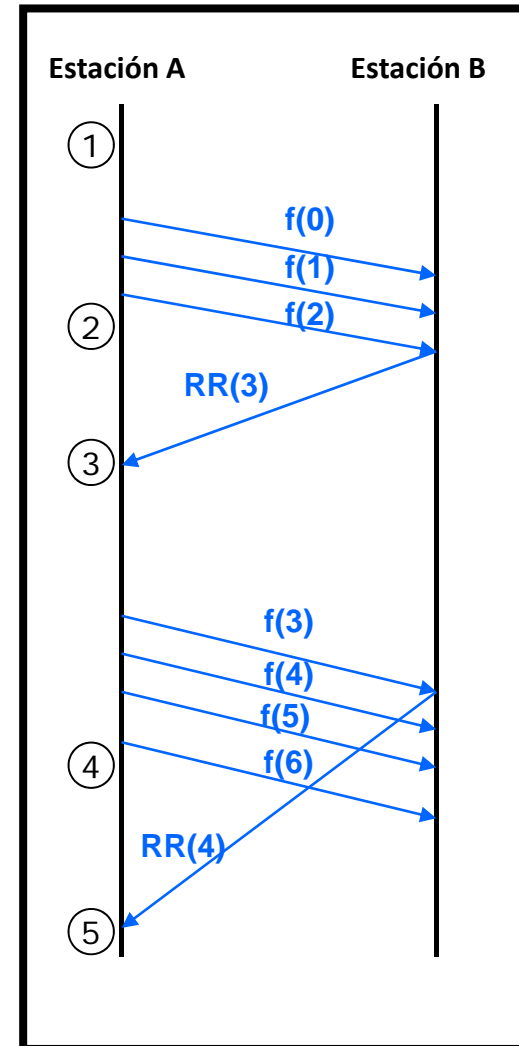 Estación A Estación B
1
f(0)
f(1)
2 f(2)
RR(3)
3
f(3)
f(4)
f(5)
4 f(6)
RR(4)
5